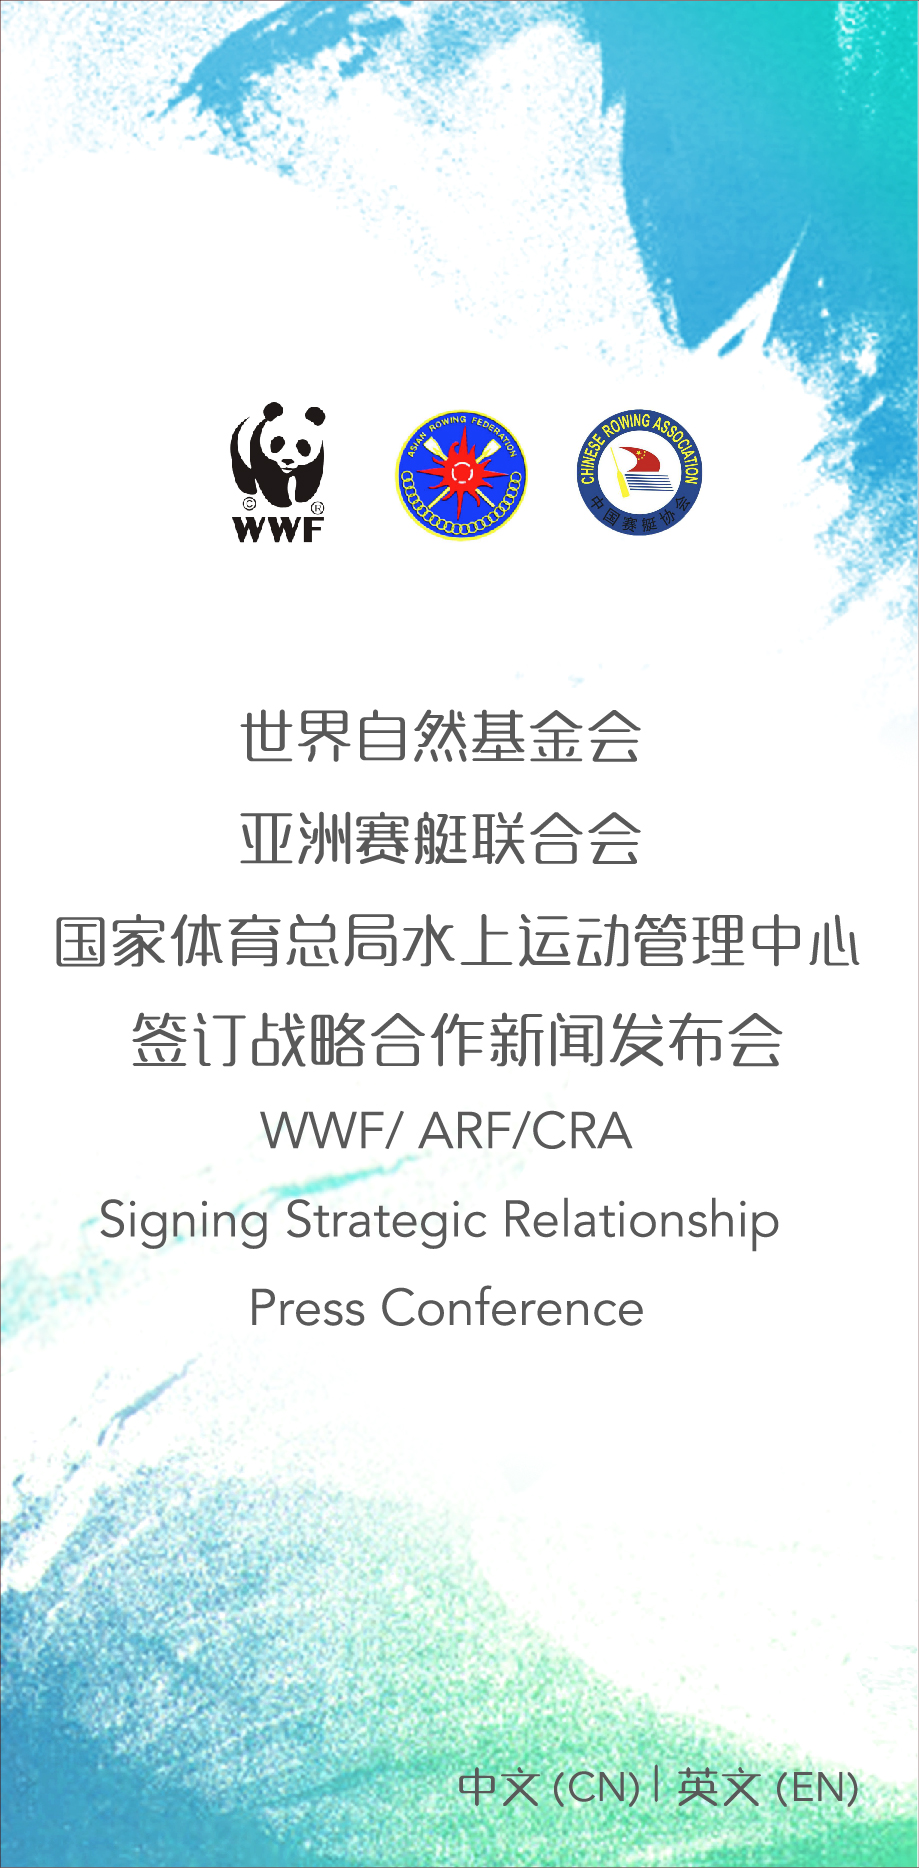 WWF
ASIAN ROWING FEDERATION
CHINESE ROWING ASSOCIATION
中国赛艇协会
世界自然基金会
亚洲赛艇联合会
国家体育总局水上运动管理中心
签订战略合作新闻发布会
WWF/ ARF/CRA
Signing Strategic Relationship
Press Conference
中文 (CN) | 英文 (EN)